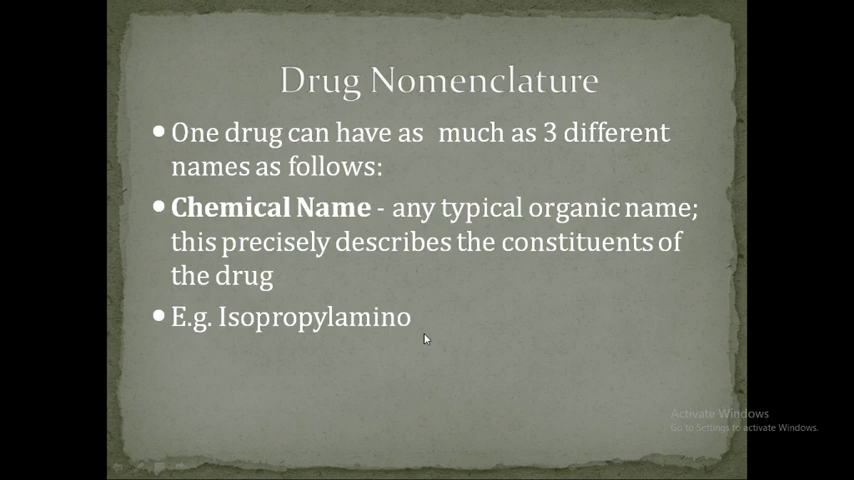 Drug Nomenclature
• One drug can have as much as 3 different
names as follows:
• Chemical Name - any typical organic name;
this precisely describes the constituents of
the drug
• E.g. Isopropylamino
Activate Windows
Go to Settings to activate Windows.